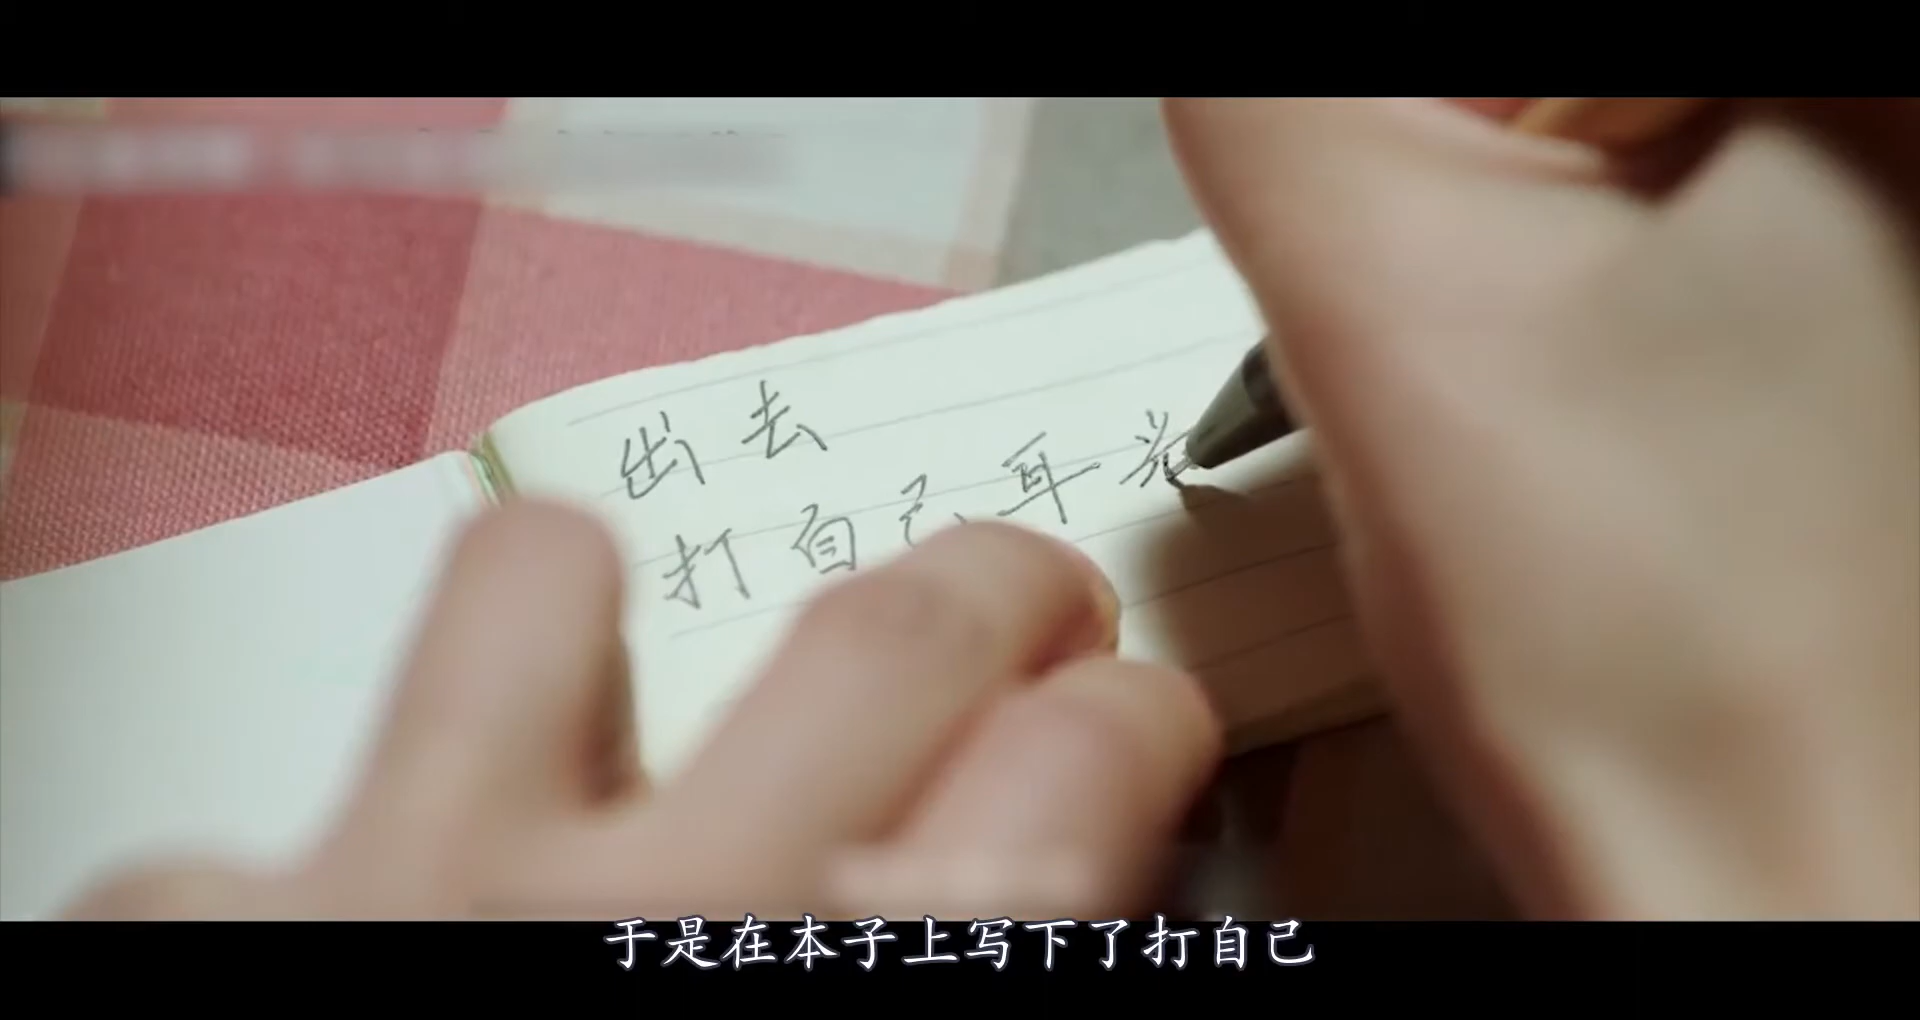 出去
打自己耳光
于是在本子上写下了打自己